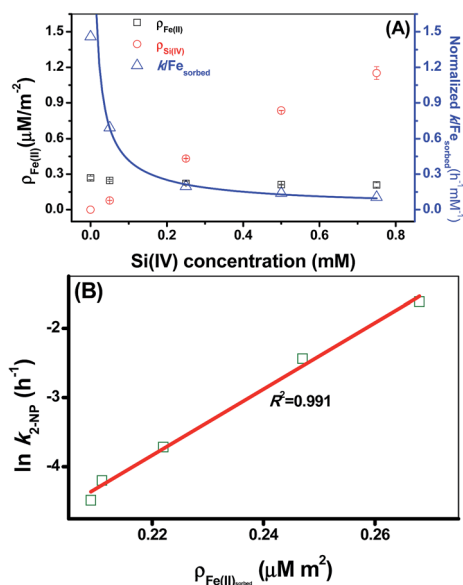 (A)
ρFe(II)
ρSi(IV)
k/Fesorbed
ρFe(II)(μM/m-2)
1.5
1.2
0.9
0.6
0.3
0.0
Normalized k/Fesorbed(h-1mM-1)
1.5
1.2
0.9
0.6
0.3
0.0
0.0 0.2 0.4 0.6 0.8
Si(IV) concentration (mM)
(B)
ln k2-NP (h-1)
-2
-3
-4
R2=0.991
0.22 0.24 0.26
ρFe(II)sorbed (μM m2)